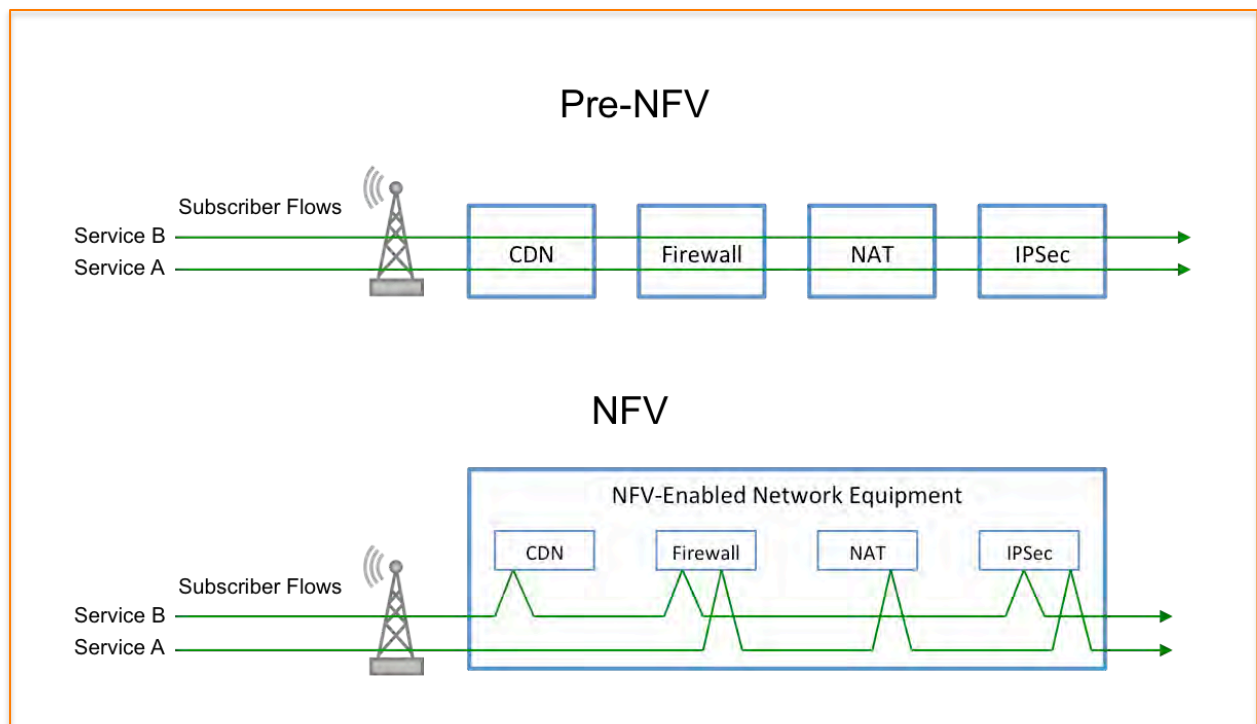 Pre-NFV
Subscriber Flows
Service B
Service A
CDN
Firewall
NAT
IPSec
NFV
NFV-Enabled Network Equipment
CDN
Firewall
NAT
IPSec
Subscriber Flows
Service B
Service A